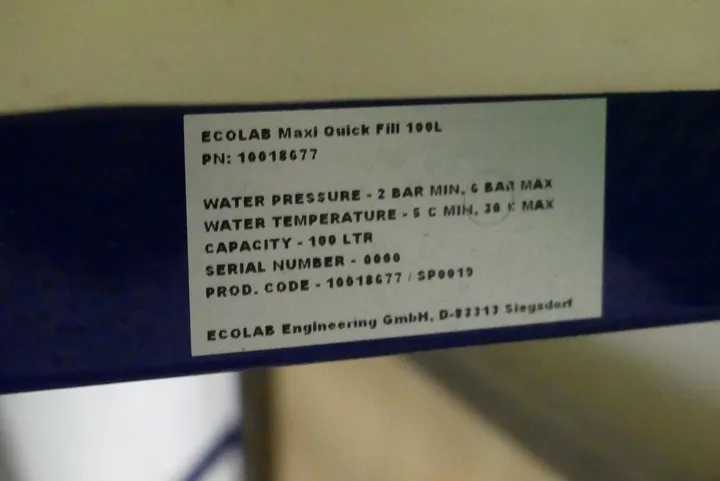 ECOLAB Maxi Quick Fill 100L
PN: 10018677
WATER PRESSURE - 2 BAR MIN, 6 BAR MAX
WATER TEMPERATURE - 5 C MIN, 30 MAX
CAPACITY - 100 LTR
SERIAL NUMBER - 0000
PROD. CODE - 10018677 / SP0019
ECOLAB Engineering GmbH, D-83313 Siegsdorf